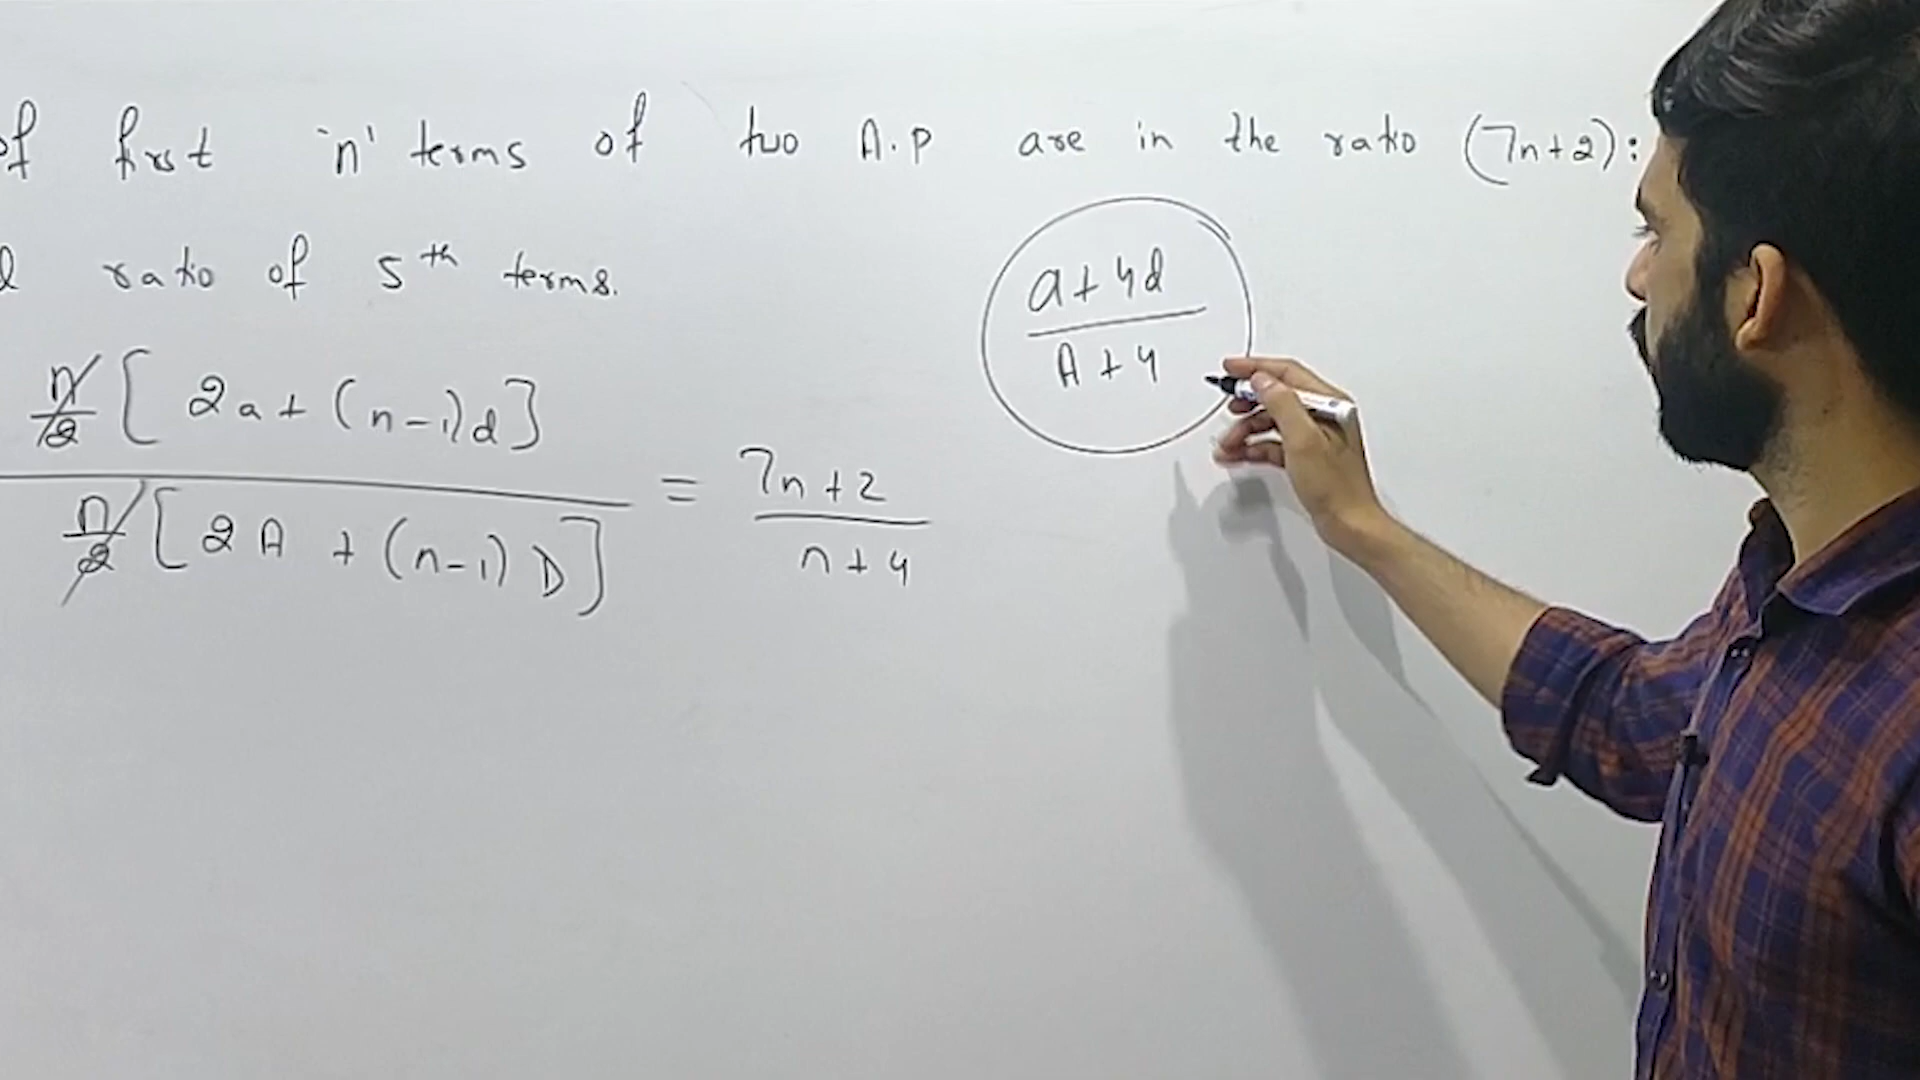 of first 'n' terms of two A.P are in the ratio (7n+2):
ratio of 5th terms.
n/2 [ 2a + (n-1)d ]
n/2 [ 2A + (n-1) D ]
= 7n+2
n+4
a+4d
A+4